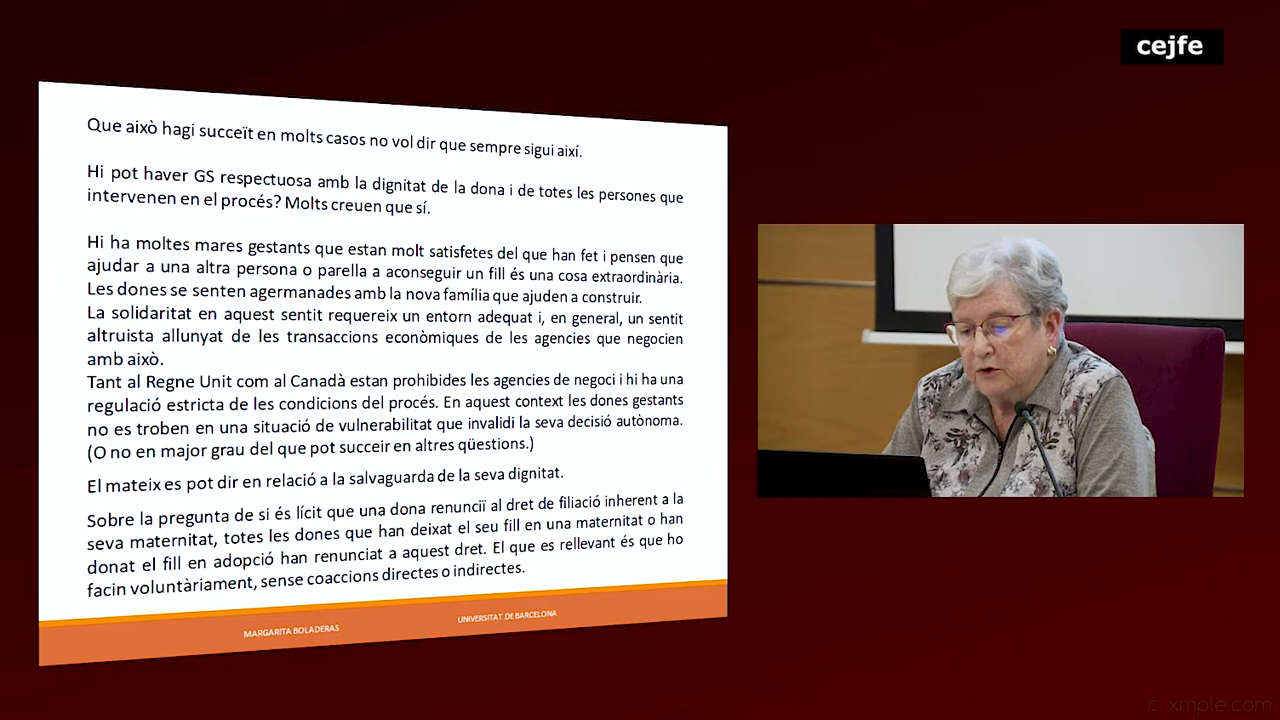 cejfe
Que això hagi succeït en molts casos no vol dir que sempre sigui així.
Hi pot haver GS respectuosa amb la dignitat de la dona i de totes les persones que
intervenen en el procés? Molts creuen que sí.
Hi ha moltes mares gestants que estan molt satisfetes del que han fet i pensen que
ajudar a una altra persona o parella a aconseguir un fill és una cosa extraordinària.
Les dones se senten agermanades amb la nova família que ajuden a construir.
La solidaritat en aquest sentit requereix un entorn adequat i, en general, un sentit
altruista allunyat de les transaccions econòmiques de les agencies que negocien
amb això.
Tant al Regne Unit com al Canadà estan prohibides les agencies de negoci i hi ha una
regulació estricta de les condicions del procés. En aquest context les dones gestants
no es troben en una situació de vulnerabilitat que invalidi la seva decisió autònoma.
(O no en major grau del que pot succeir en altres qüestions.)
El mateix es pot dir en relació a la salvaguarda de la seva dignitat.
Sobre la pregunta de si és lícit que una dona renunciï al dret de filiació inherent a la
seva maternitat, totes les dones que han deixat el seu fill en una maternitat o han
donat el fill en adopció han renunciat a aquest dret. El que es rellevant és que ho
facin voluntàriament, sense coaccions directes o indirectes.
MARGARITA BOLADERAS
UNIVERSITAT DE BARCELONA
© xmple.com